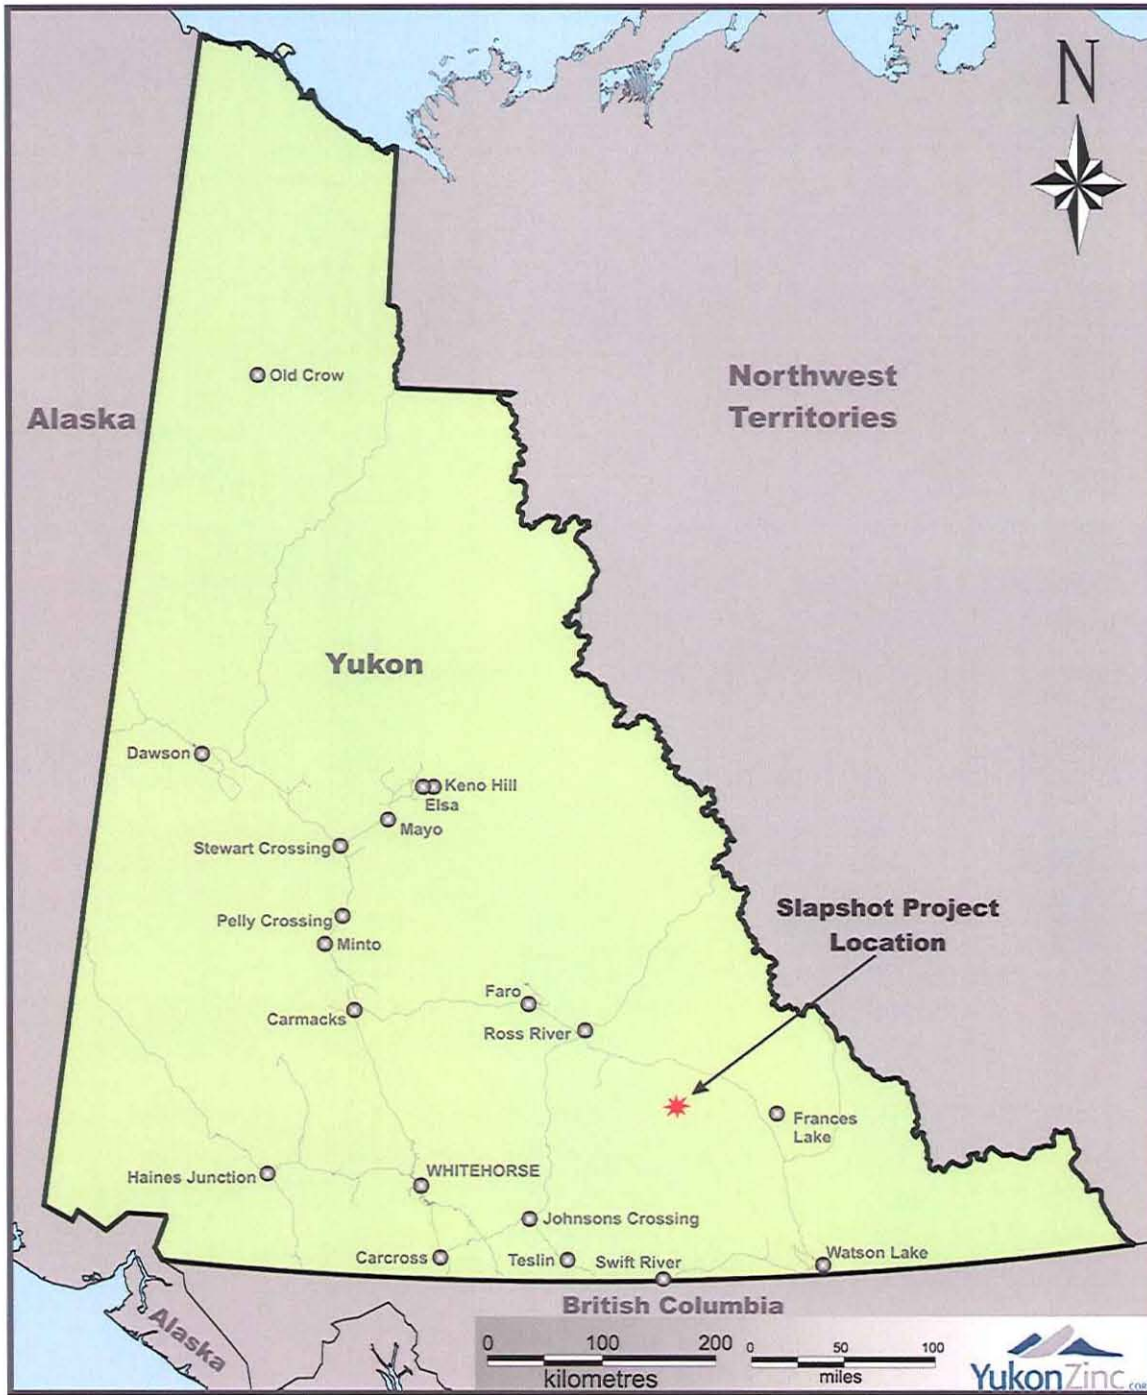 N
Old Crow
Alaska
Northwest
Territories
Yukon
Dawson
Keno Hill
Elsa
Mayo
Stewart Crossing
Pelly Crossing
Minto
Slapshot Project
Location
Faro
Carmacks
Ross River
Frances
Lake
Haines Junction
WHITEHORSE
Johnsons Crossing
Carcross
Teslin
Swift River
Watson Lake
British Columbia
Alaska
0 100 200
kilometres
0 50 100
miles
YukonZinc